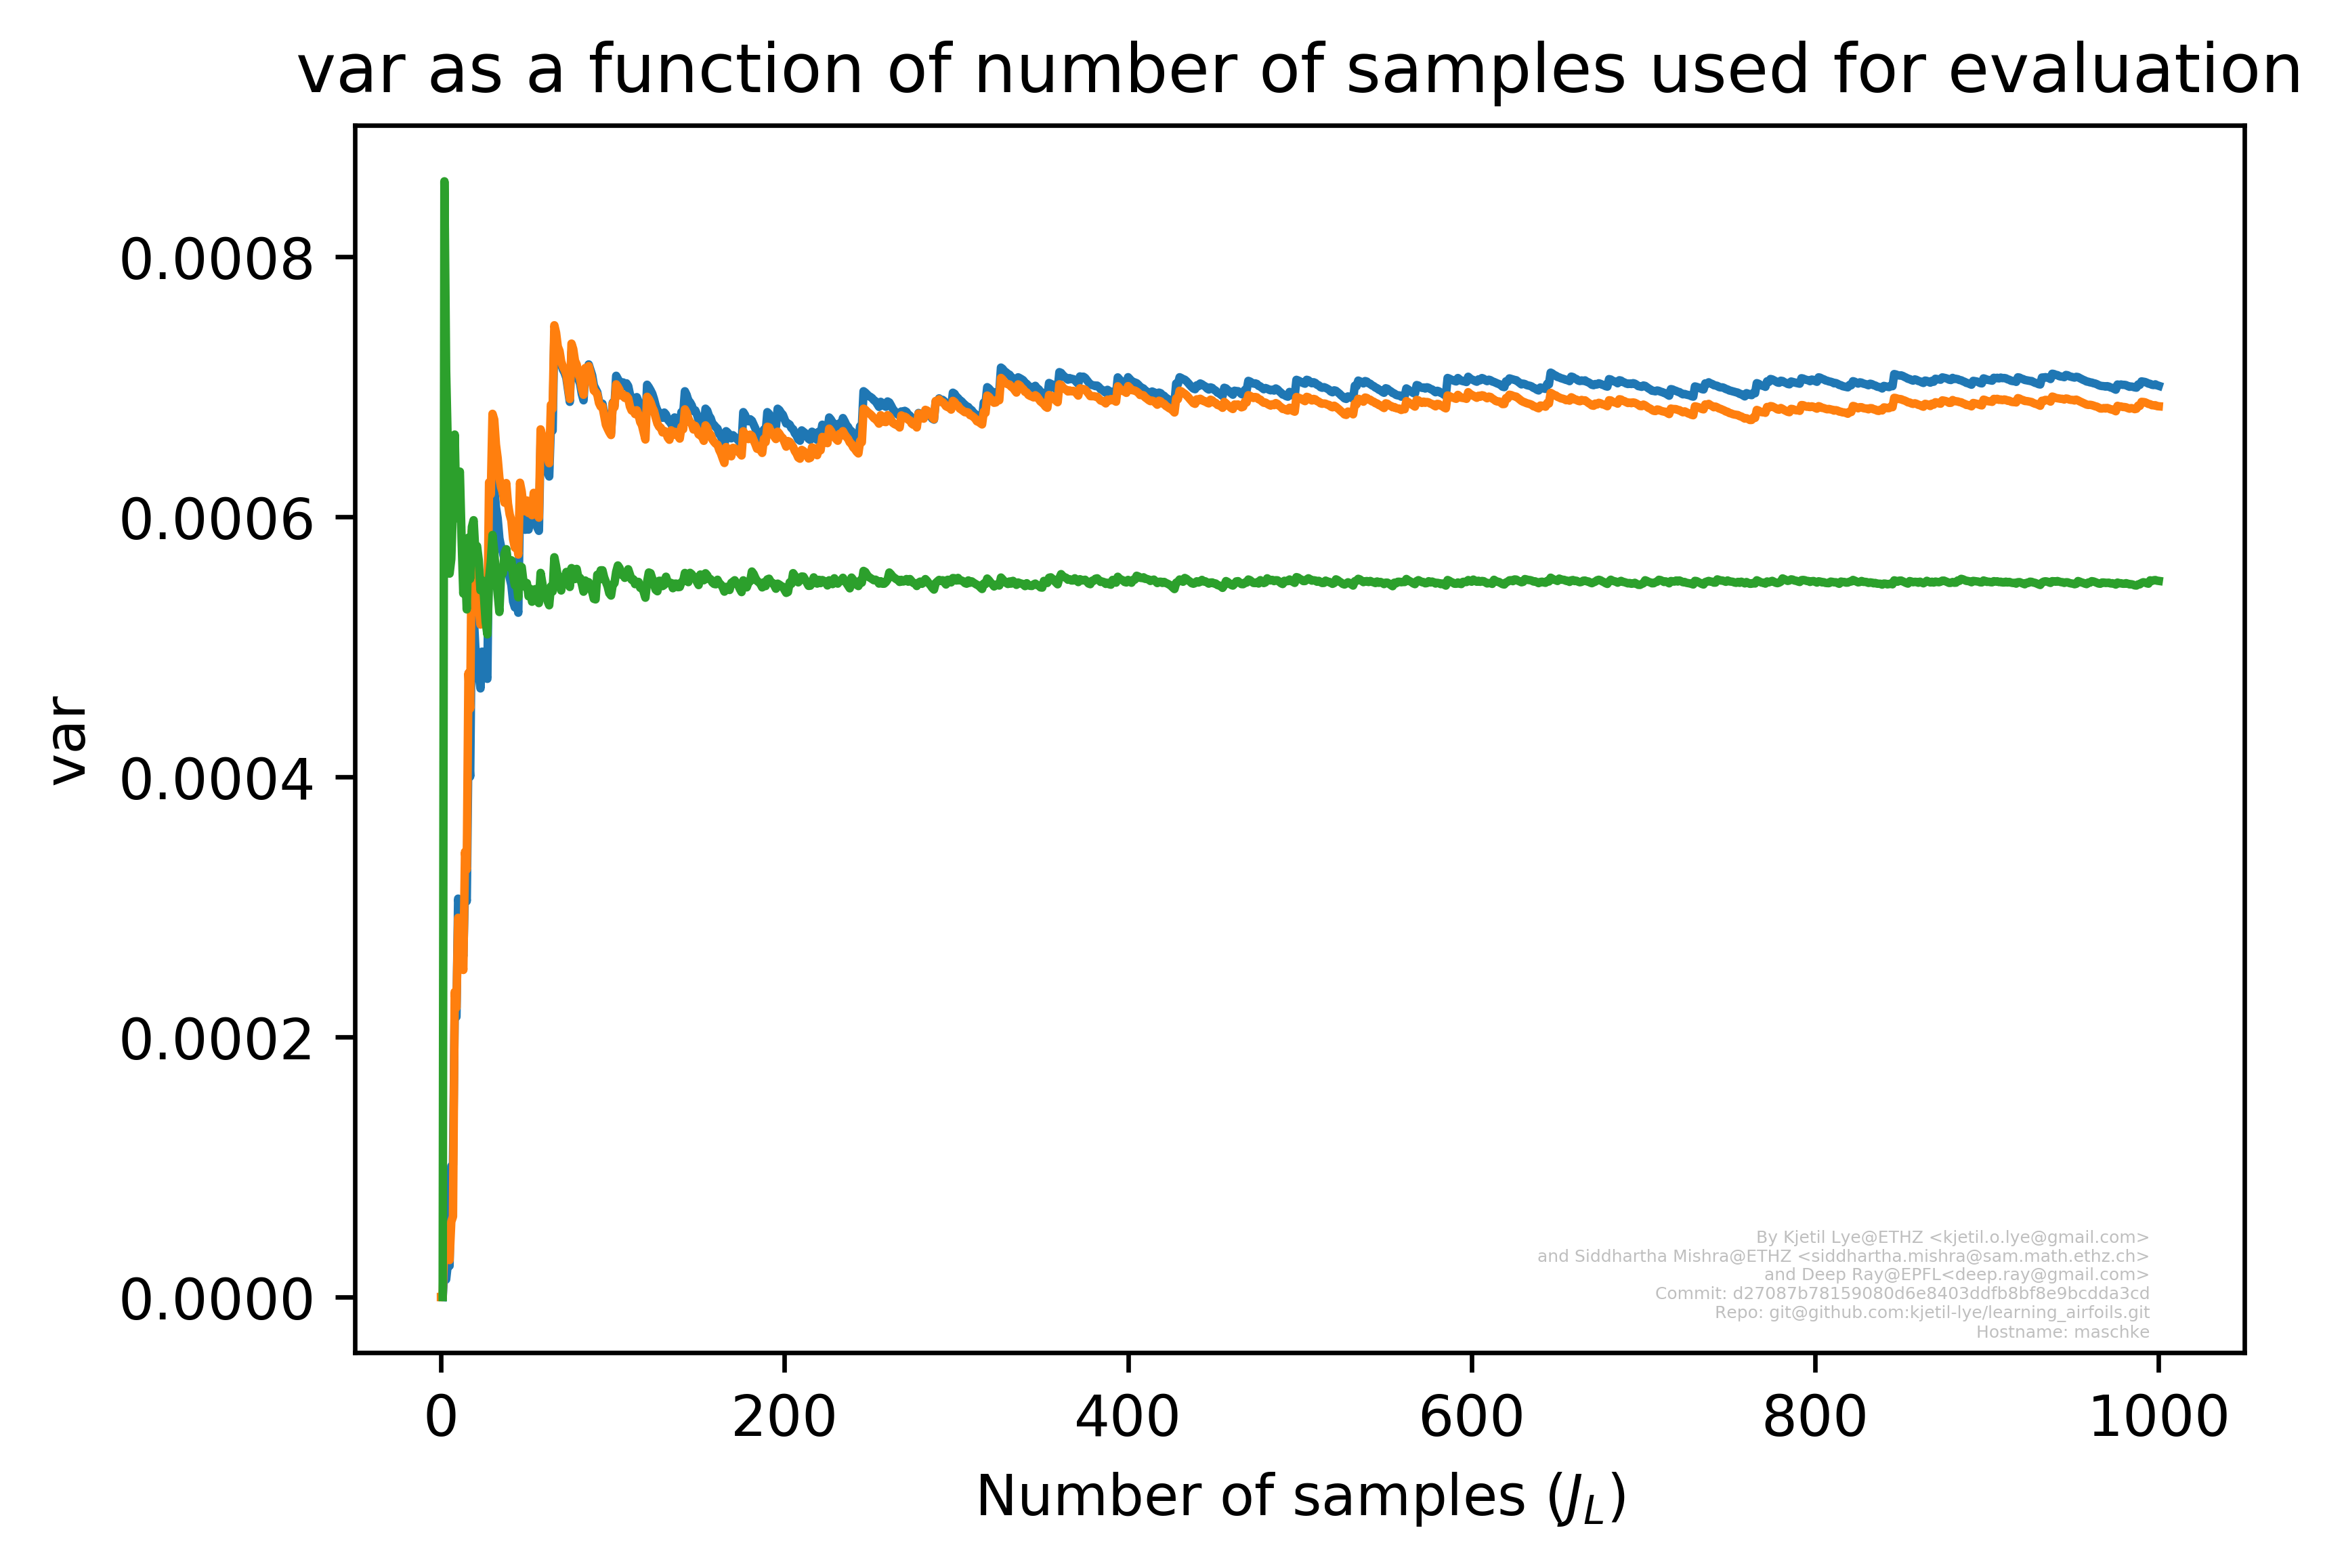 var as a function of number of samples used for evaluation
var
0.0008
0.0006
0.0004
0.0002
0.0000
0
200
400
600
800
1000
Number of samples (J_L)
By Kjetil Lye@ETHZ <kjetil.o.lye@gmail.com>
and Siddhartha Mishra@ETHZ <siddhartha.mishra@sam.math.ethz.ch>
and Deep Ray@EPFL<deep.ray@gmail.com>
Commit: d27087b78159080d6e8403ddfb8bf8e9bcdda3cd
Repo: git@github.com:kjetil-lye/learning_airfoils.git
Hostname: maschke